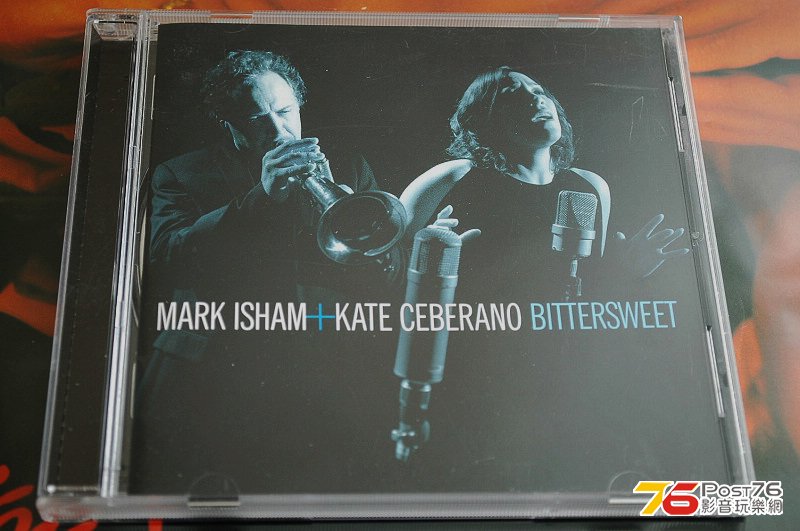 MARK ISHAM+KATE CEBERANO BITTERSWEET
76 POST76
影音玩樂網